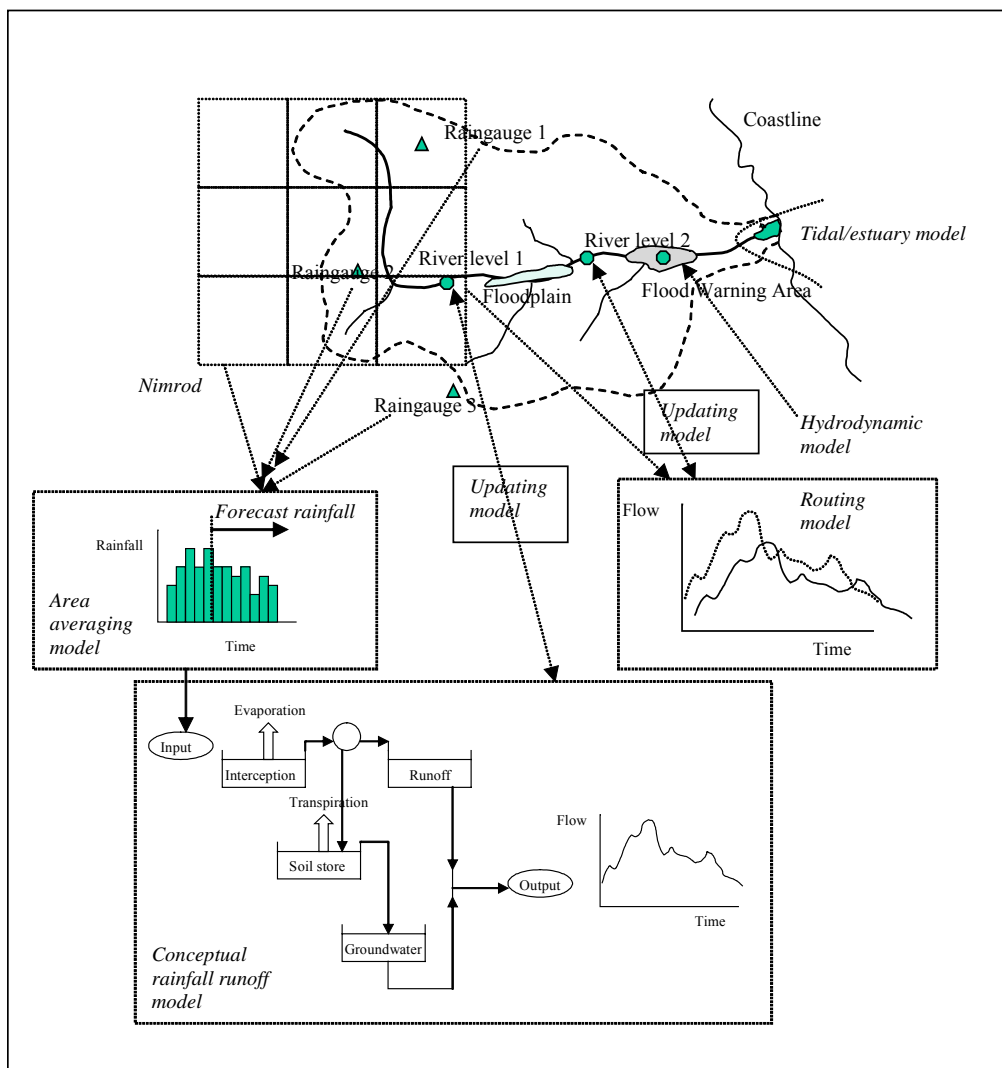 Coastline
Raingauge 1
Tidal/estuary model
River level 2
River level 1
Raingauge 2
Flood Warning Area
Floodplain
Nimrod
Raingauge 3
Updating
model
Hydrodynamic
model
Updating
model
Forecast rainfall
Rainfall
Area
averaging
model
Time
Flow
Routing
model
Time
Evaporation
Input
Interception
Runoff
Transpiration
Soil store
Flow
Output
Time
Groundwater
Conceptual
rainfall runoff
model